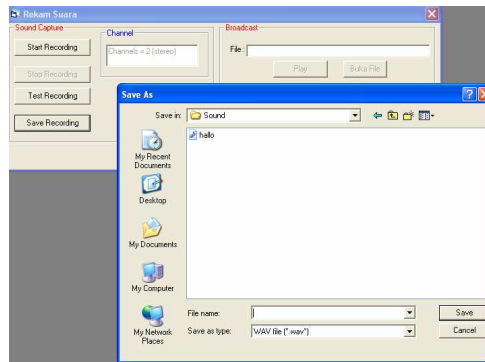 Rekam Suara
Sound Capture
Start Recording
Stop Recording
Test Recording
Save Recording
Channel
Channels = 2 (stereo)
Broadcast
File :
Play
Buka File
Save As
Save in:
Sound
hallo
My Recent
Documents
Desktop
My Documents
My Computer
My Network
Places
File name:
Save
Save as type:
WAV file (*.wav*)
Cancel